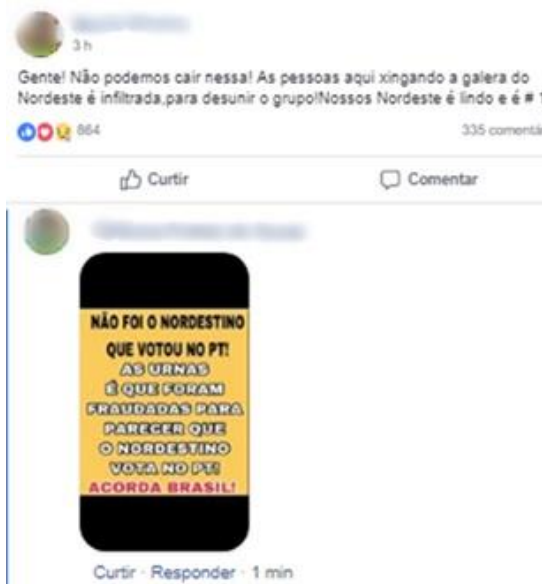 3 h
Gente! Não podemos cair nessa! As pessoas aqui xingando a galera do
Nordeste é infiltrada,para desunir o grupo!Nossos Nordeste é lindo e é # 1
864
335 comentá
Curtir
Comentar
NÃO FOI O NORDESTINO
QUE VOTOU NO PT!
AS URNAS
É QUE FORAM
FRAUDADAS PARA
PARECER QUE
O NORDESTINO
VOTA NO PT!
ACORDA BRASIL!
Curtir · Responder · 1 min